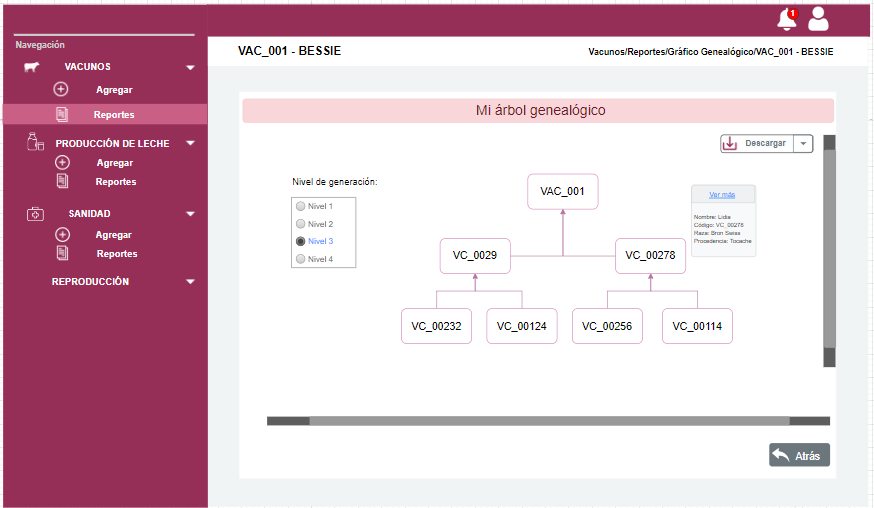 1
Navegación
VACUNOS
Agregar
Reportes
PRODUCCIÓN DE LECHE
Agregar
Reportes
SANIDAD
Agregar
Reportes
REPRODUCCIÓN
VAC_001 - BESSIE
Vacunos/Reportes/Gráfico Genealógico/VAC_001 - BESSIE
Mi árbol genealógico
Descargar
Nivel de generación:
Nivel 1
Nivel 2
Nivel 3
Nivel 4
VAC_001
Ver más
Nombre: Lidia
Código: VC_00278
Raza: Bron Swiss
Procedencia: Tocache
VC_0029
VC_00278
VC_00232
VC_00124
VC_00256
VC_00114
Atrás